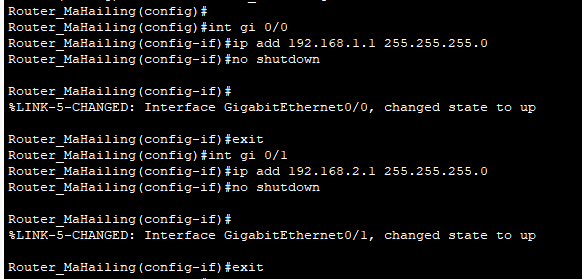 Router_MaHailing(config)#
Router_MaHailing(config)#int gi 0/0
Router_MaHailing(config-if)#ip add 192.168.1.1 255.255.255.0
Router_MaHailing(config-if)#no shutdown
Router_MaHailing(config-if)#
%LINK-5-CHANGED: Interface GigabitEthernet0/0, changed state to up
Router_MaHailing(config-if)#exit
Router_MaHailing(config)#int gi 0/1
Router_MaHailing(config-if)#ip add 192.168.2.1 255.255.255.0
Router_MaHailing(config-if)#no shutdown
Router_MaHailing(config-if)#
%LINK-5-CHANGED: Interface GigabitEthernet0/1, changed state to up
Router_MaHailing(config-if)#exit